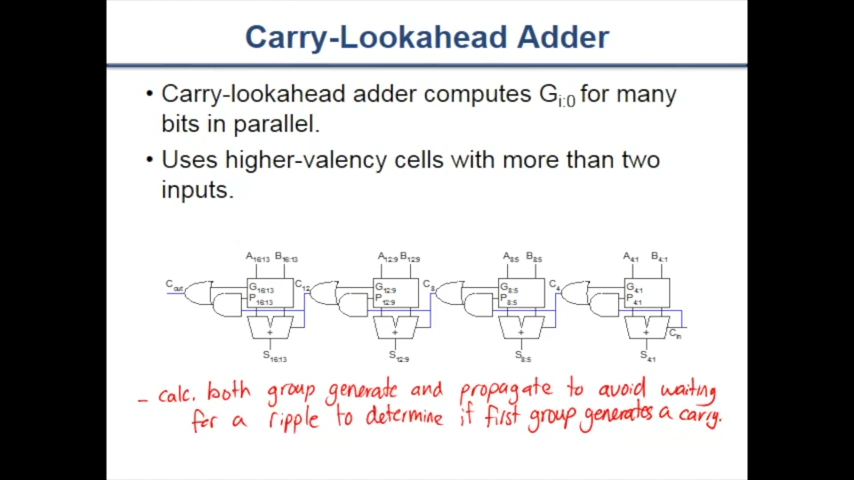 Carry-Lookahead Adder
• Carry-lookahead adder computes Gi:0 for many
bits in parallel.
• Uses higher-valency cells with more than two
inputs.
A16:13 B16:13 A12:9 B12:9 A8:5 B8:5 A4:1 B4:1
Cout G16:13 C12 G12:9 C8 G8:5 C4 G4:1
P16:13 P12:9 P8:5 P4:1
+ + + + Cin
S16:13 S12:9 S8:5 S4:1
- calc. both group generate and propagate to avoid waiting
for a ripple to determine if first group generates a carry.